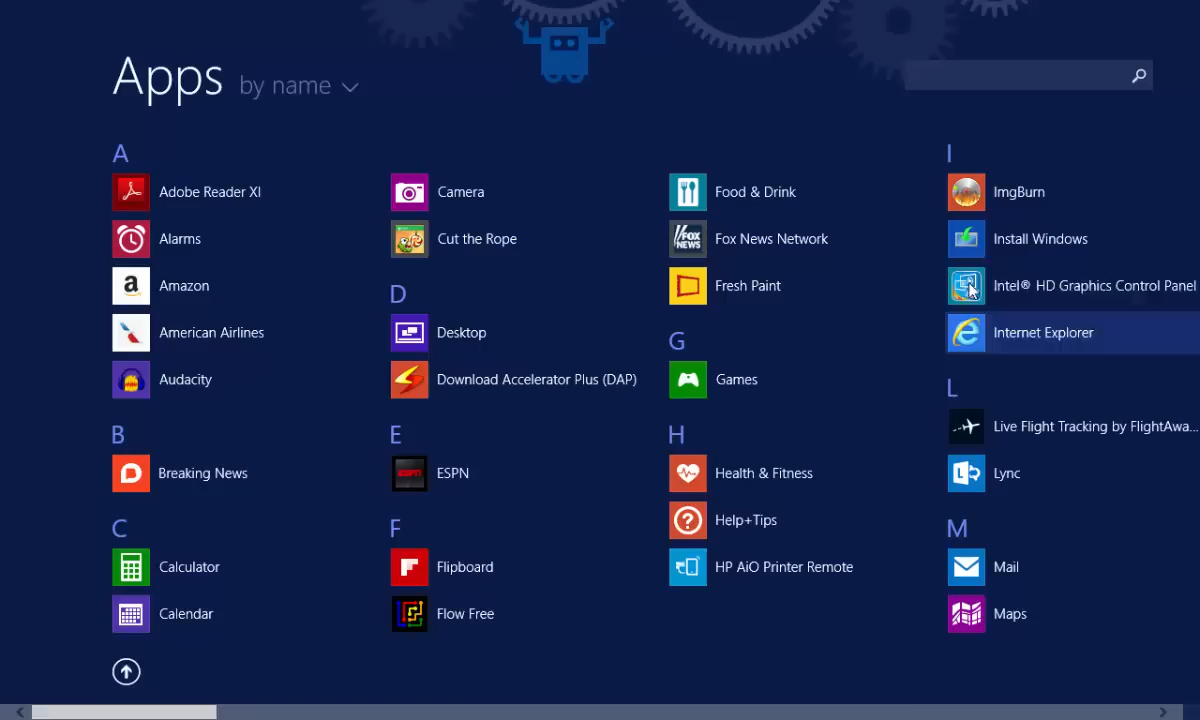 Apps by name
A
Adobe Reader XI
Alarms
Amazon
American Airlines
Audacity
B
Breaking News
C
Calculator
Calendar
Camera
Cut the Rope
D
Desktop
Download Accelerator Plus (DAP)
E
ESPN
F
Flipboard
Flow Free
Food & Drink
Fox News Network
Fresh Paint
G
Games
H
Health & Fitness
Help+Tips
HP AiO Printer Remote
I
ImgBurn
Install Windows
Intel® HD Graphics Control Panel
Internet Explorer
L
Live Flight Tracking by FlightAwa...
Lync
M
Mail
Maps